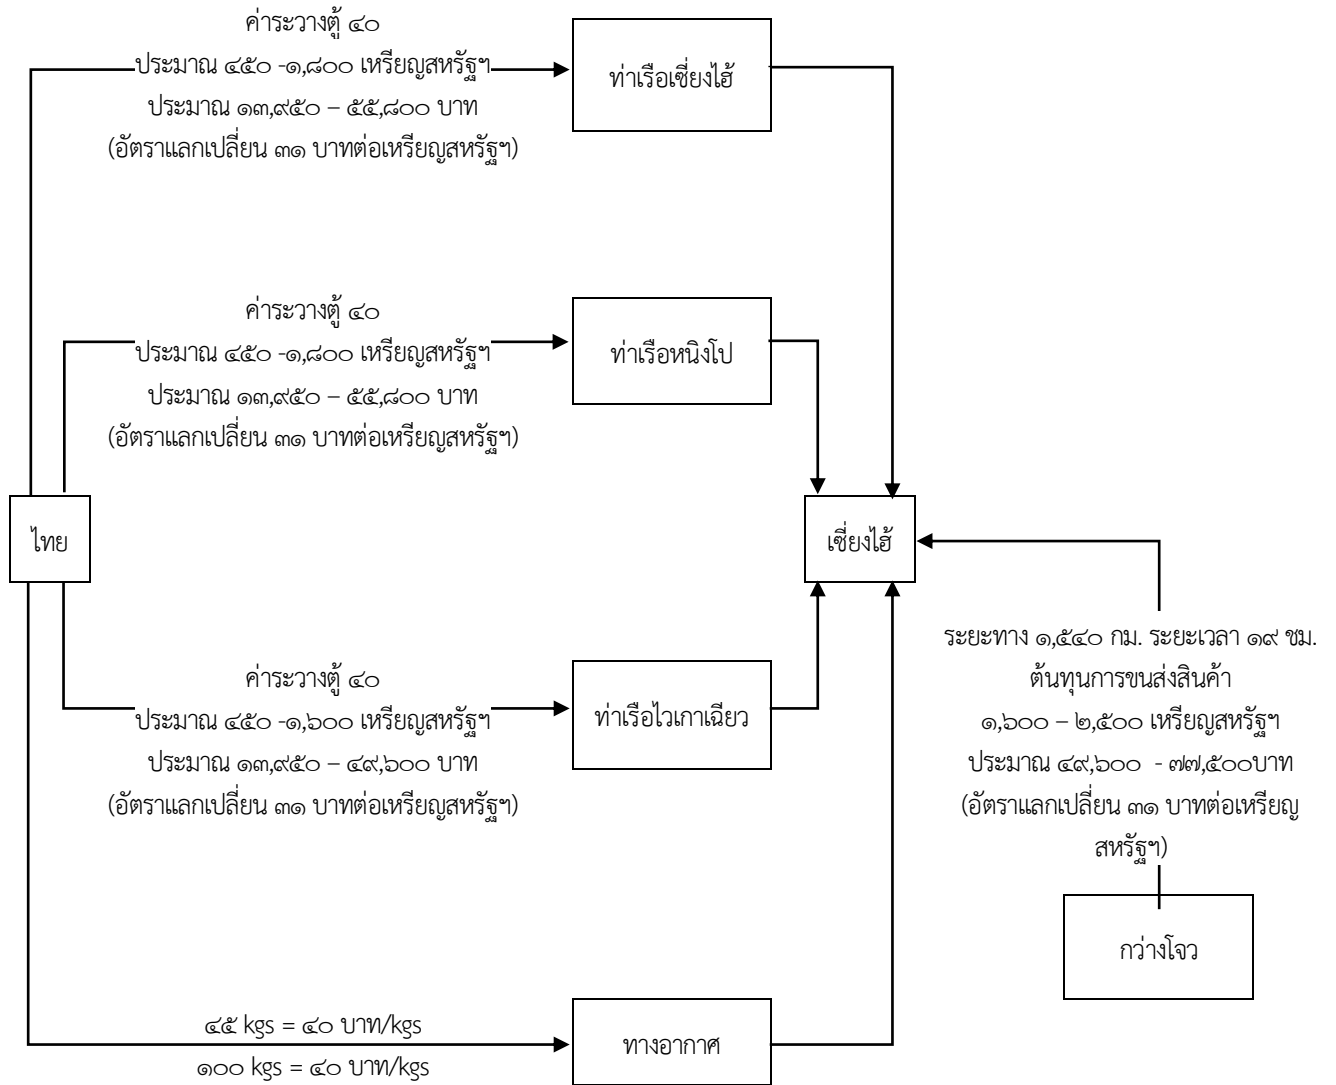 ค่าระวางตู้ ๔๐
ประมาณ ๔๕๐ -๑,๘๐๐ เหรียญสหรัฐฯ
ประมาณ ๑๓,๙๕๐ – ๕๕,๘๐๐ บาท
(อัตราแลกเปลี่ยน ๓๑ บาทต่อเหรียญสหรัฐฯ)
ท่าเรือเซี่ยงไฮ้
ค่าระวางตู้ ๔๐
ประมาณ ๔๕๐ -๑,๘๐๐ เหรียญสหรัฐฯ
ประมาณ ๑๓,๙๕๐ – ๕๕,๘๐๐ บาท
(อัตราแลกเปลี่ยน ๓๑ บาทต่อเหรียญสหรัฐฯ)
ท่าเรือหนิงโป
ไทย
เซี่ยงไฮ้
ค่าระวางตู้ ๔๐
ประมาณ ๔๕๐ -๑,๖๐๐ เหรียญสหรัฐฯ
ประมาณ ๑๓,๙๕๐ – ๔๙,๖๐๐ บาท
(อัตราแลกเปลี่ยน ๓๑ บาทต่อเหรียญสหรัฐฯ)
ท่าเรือไวเกาเฉียว
ระยะทาง ๑,๕๔๐ กม. ระยะเวลา ๑๙ ชม.
ต้นทุนการขนส่งสินค้า
๑,๖๐๐ – ๒,๕๐๐ เหรียญสหรัฐฯ
ประมาณ ๔๙,๖๐๐ - ๗๗,๕๐๐บาท
(อัตราแลกเปลี่ยน ๓๑ บาทต่อเหรียญ
สหรัฐฯ)
กว่างโจว
๔๕ kgs = ๔๐ บาท/kgs
๑๐๐ kgs = ๔๐ บาท/kgs
ทางอากาศ